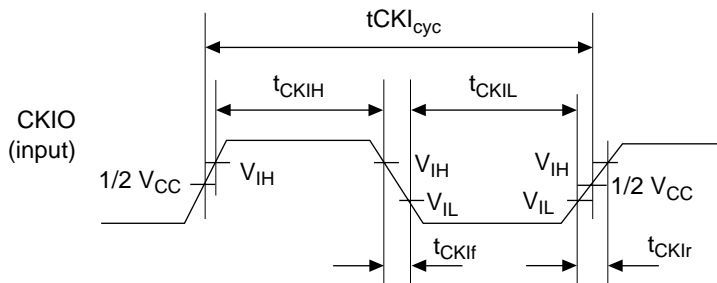 tCKIcyc
tCKIH
tCKIL
CKIO
(input)
VIH
VIH
VIH
1/2 VCC
1/2 VCC
VIL
VIL
tCKIf
tCKIr